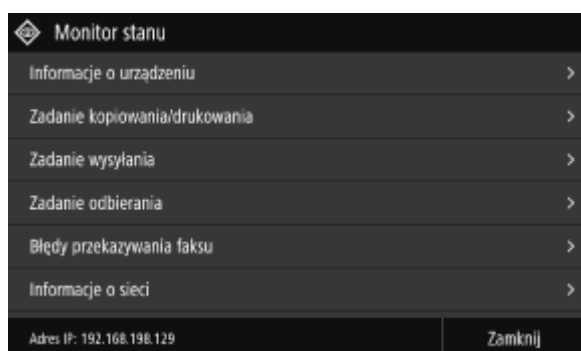 Monitor stanu
Informacje o urządzeniu
Zadanie kopiowania/drukowania
Zadanie wysyłania
Zadanie odbierania
Błędy przekazywania faksu
Informacje o sieci
Adres IP: 192.168.198.129
Zamknij